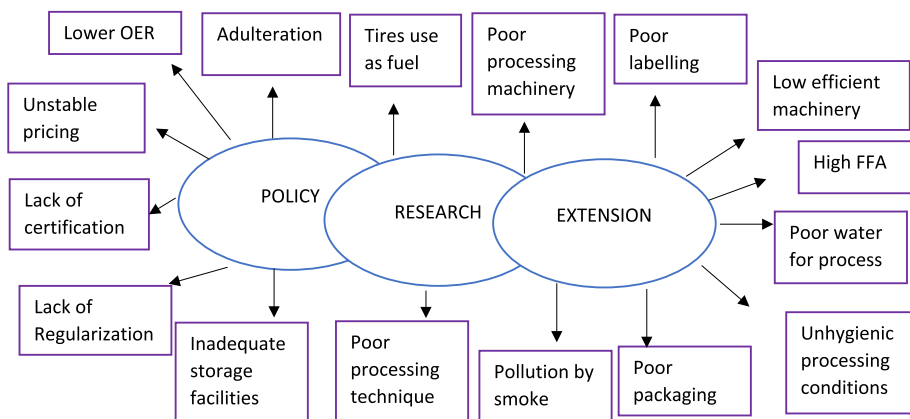 Lower OER
Adulteration
Tires use
as fuel
Poor
processing
machinery
Poor
labelling
Low efficient
machinery
Unstable
pricing
High FFA
Lack of
certification
POLICY
RESEARCH
EXTENSION
Poor water
for process
Lack of
Regularization
Inadequate
storage
facilities
Poor
processing
technique
Pollution by
smoke
Poor
packaging
Unhygienic
processing
conditions